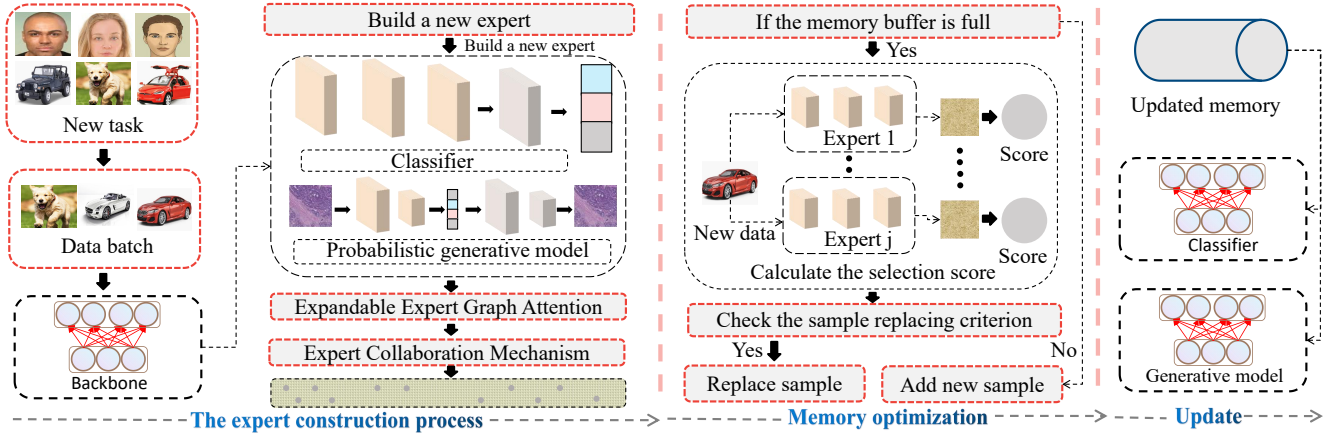 New task
Data batch
Backbone
Build a new expert
Build a new expert
Classifier
Probabilistic generative model
Expandable Expert Graph Attention
Expert Collaboration Mechanism
The expert construction process
If the memory buffer is full
Yes
Expert 1
Score
New data
Expert j
Score
Calculate the selection score
Check the sample replacing criterion
Yes
No
Replace sample
Add new sample
Memory optimization
Updated memory
Classifier
Generative model
Update